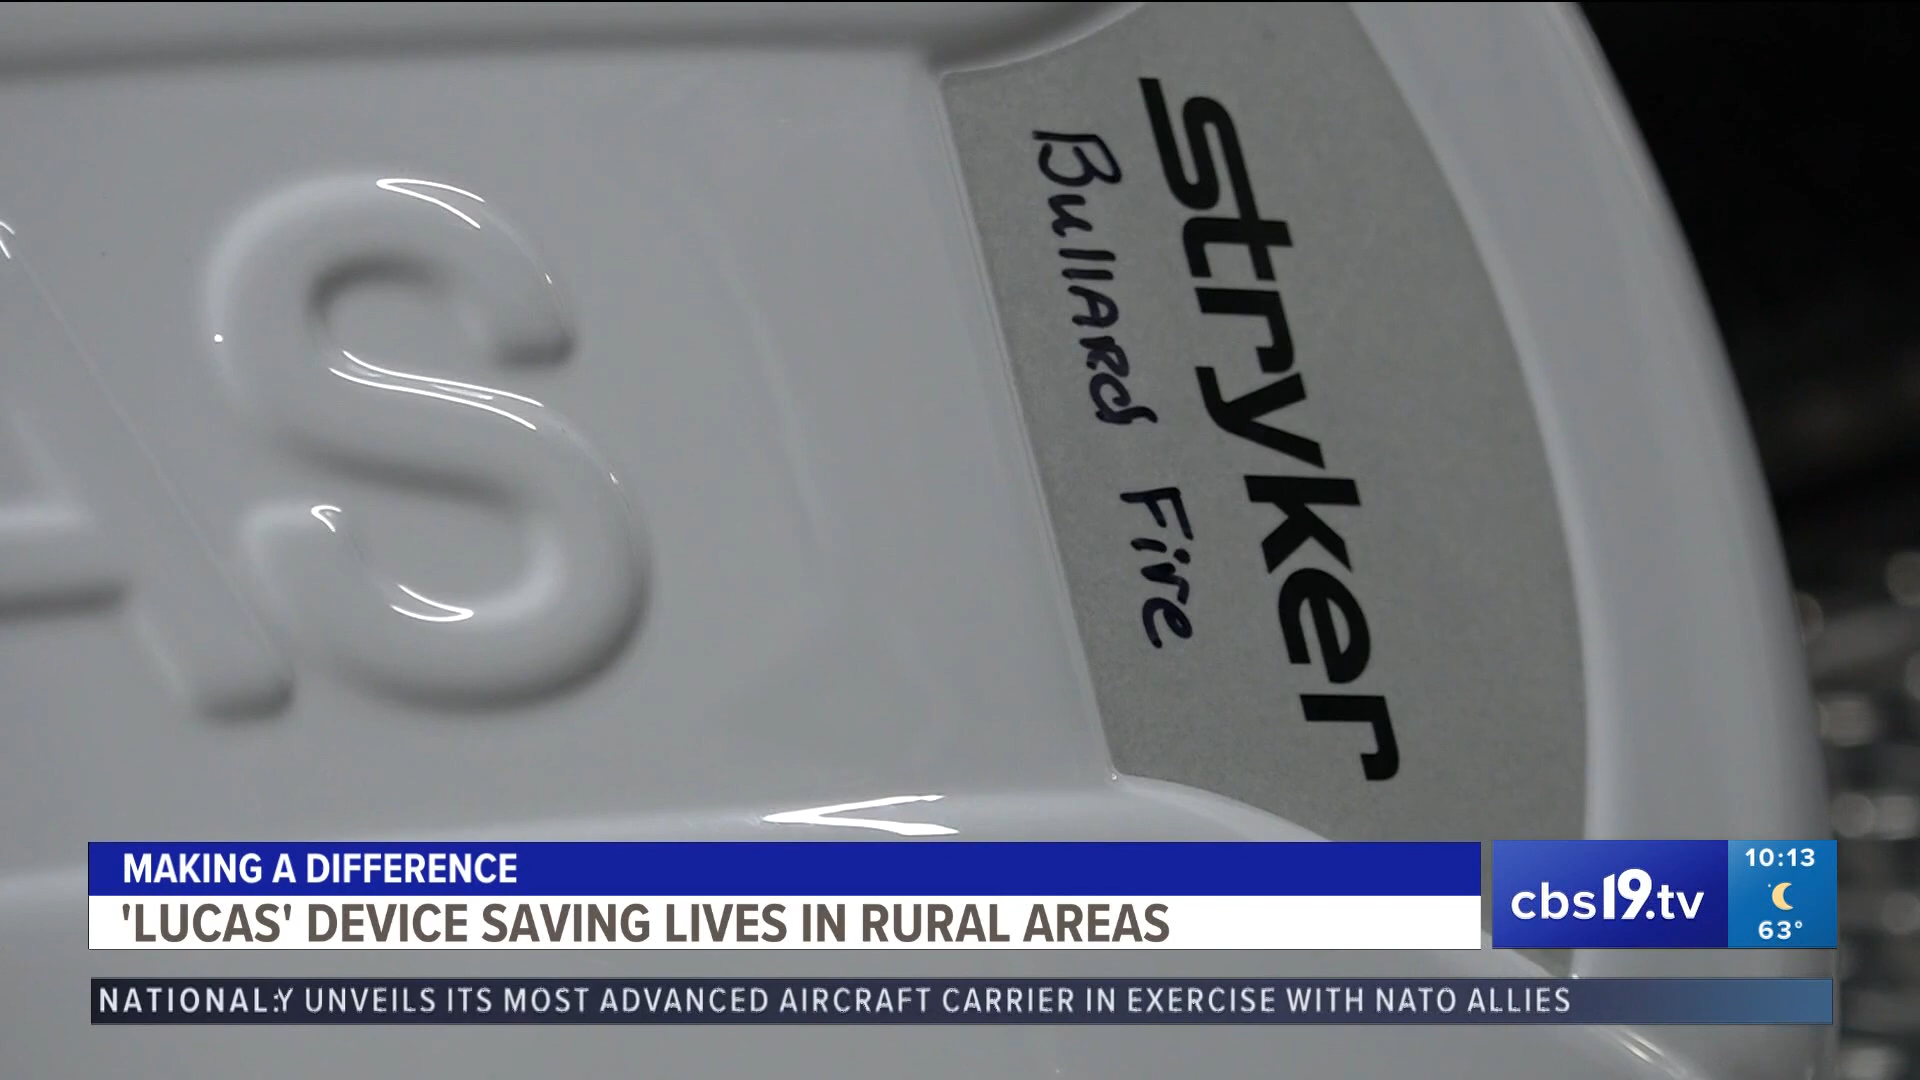 AS
stryker
BullARd Fire
MAKING A DIFFERENCE
'LUCAS' DEVICE SAVING LIVES IN RURAL AREAS
cbs19.tv
10:13
63°
NATIONAL:Y UNVEILS ITS MOST ADVANCED AIRCRAFT CARRIER IN EXERCISE WITH NATO ALLIES